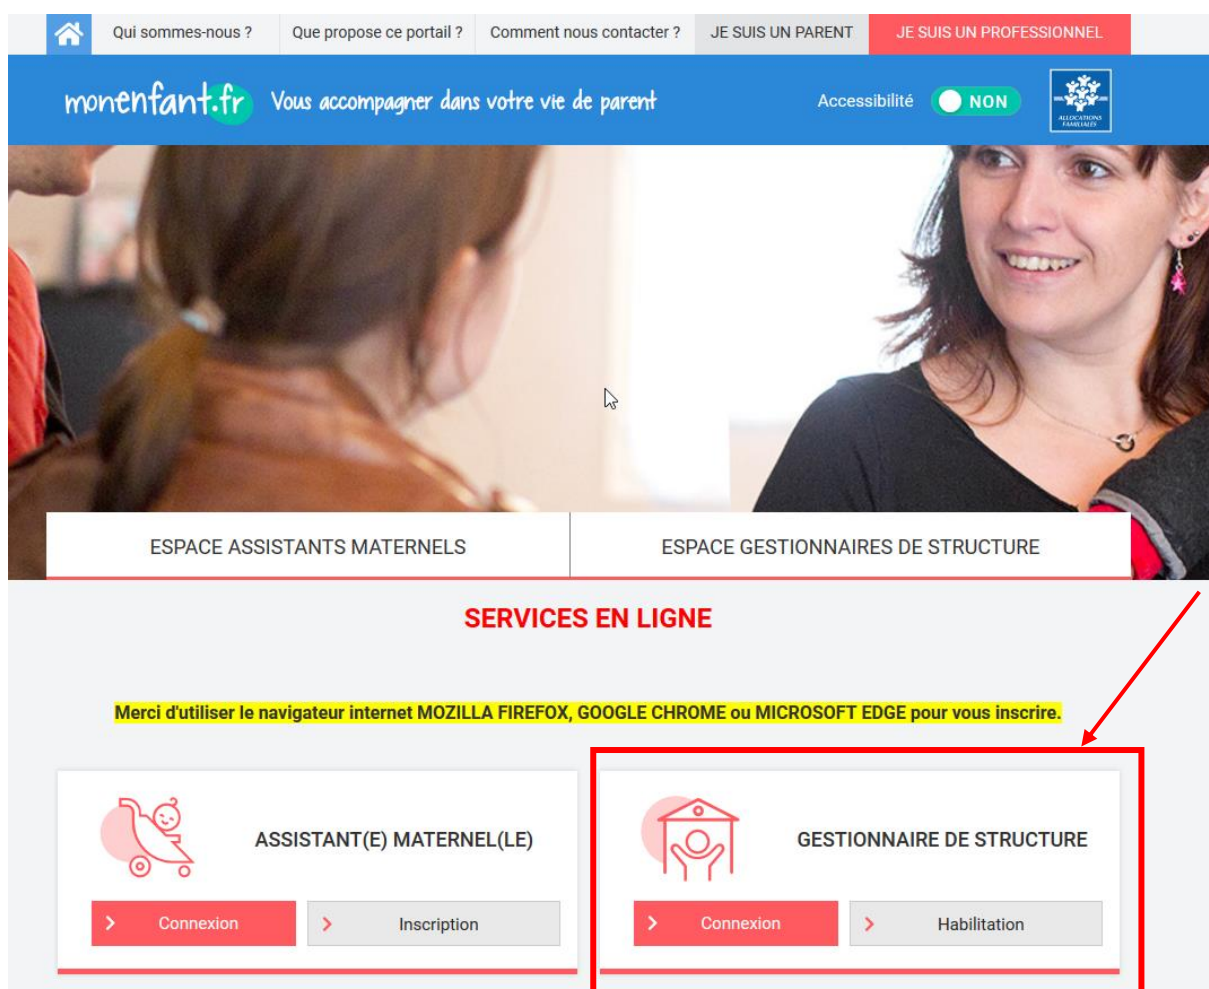 Qui sommes-nous ? Que propose ce portail ? Comment nous contacter ? JE SUIS UN PARENT JE SUIS UN PROFESSIONNEL
monenfant.fr Vous accompagner dans votre vie de parent Accessibilité NON
ALLOCATIONS
FAMILIALES
ESPACE ASSISTANTS MATERNELS ESPACE GESTIONNAIRES DE STRUCTURE
SERVICES EN LIGNE
Merci d'utiliser le navigateur internet MOZILLA FIREFOX, GOOGLE CHROME ou MICROSOFT EDGE pour vous inscrire.
ASSISTANT(E) MATERNEL(LE) GESTIONNAIRE DE STRUCTURE
Connexion Inscription Connexion Habilitation